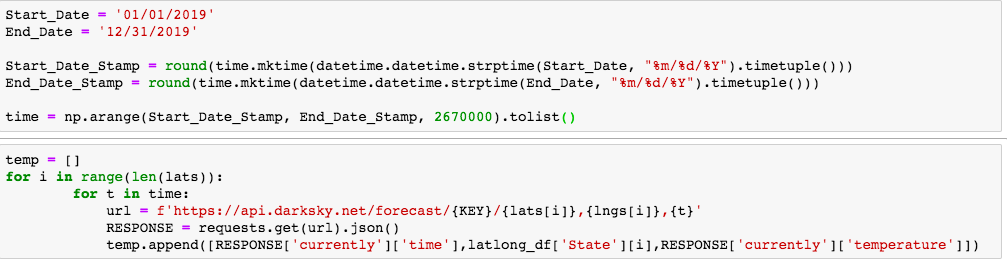 Start_Date = '01/01/2019'
End_Date = '12/31/2019'
Start_Date_Stamp = round(time.mktime(datetime.datetime.strptime(Start_Date, "%m/%d/%Y").timetuple()))
End_Date_Stamp = round(time.mktime(datetime.datetime.strptime(End_Date, "%m/%d/%Y").timetuple()))
time = np.arange(Start_Date_Stamp, End_Date_Stamp, 2670000).tolist()
temp = []
for i in range(len(lats)):
        for t in time:
            url = f'https://api.darksky.net/forecast/{KEY}/{lats[i]},{lngs[i]},{t}'
            RESPONSE = requests.get(url).json()
            temp.append([RESPONSE['currently']['time'],latlong_df['State'][i],RESPONSE['currently']['temperature']])